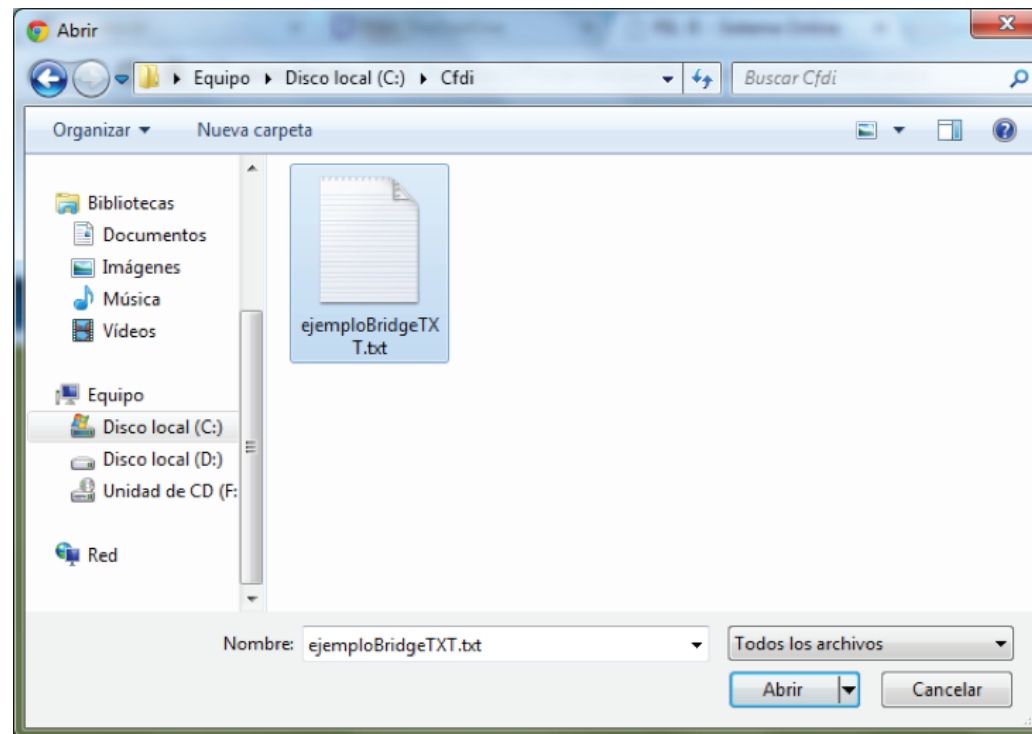 Abrir
Equipo Disco local (C:) Cfdi
Buscar Cfdi
Organizar Nueva carpeta
Bibliotecas
Documentos
Imágenes
Música
Vídeos
Equipo
Disco local (C:)
Disco local (D:)
Unidad de CD (F:
Red
ejemploBridgeTX
T.txt
Nombre: ejemploBridgeTXT.txt
Todos los archivos
Abrir Cancelar